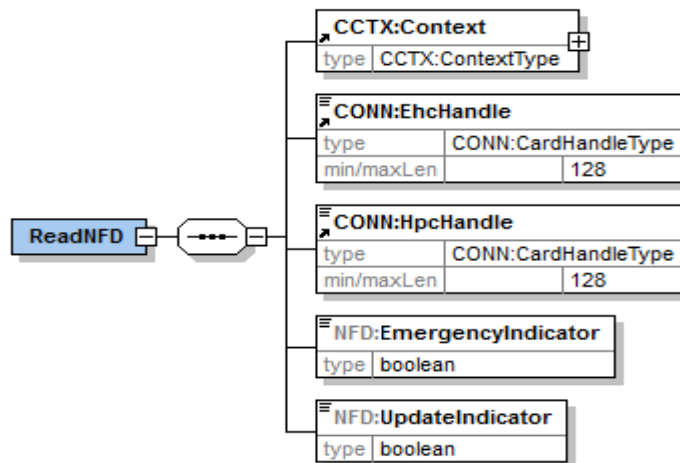 CCTX:Context
type CCTX:ContextType
CONN:EhcHandle
type CONN:CardHandleType
min/maxLen 128
ReadNFD
CONN:HpcHandle
type CONN:CardHandleType
min/maxLen 128
NFD:EmergencyIndicator
type boolean
NFD:UpdateIndicator
type boolean